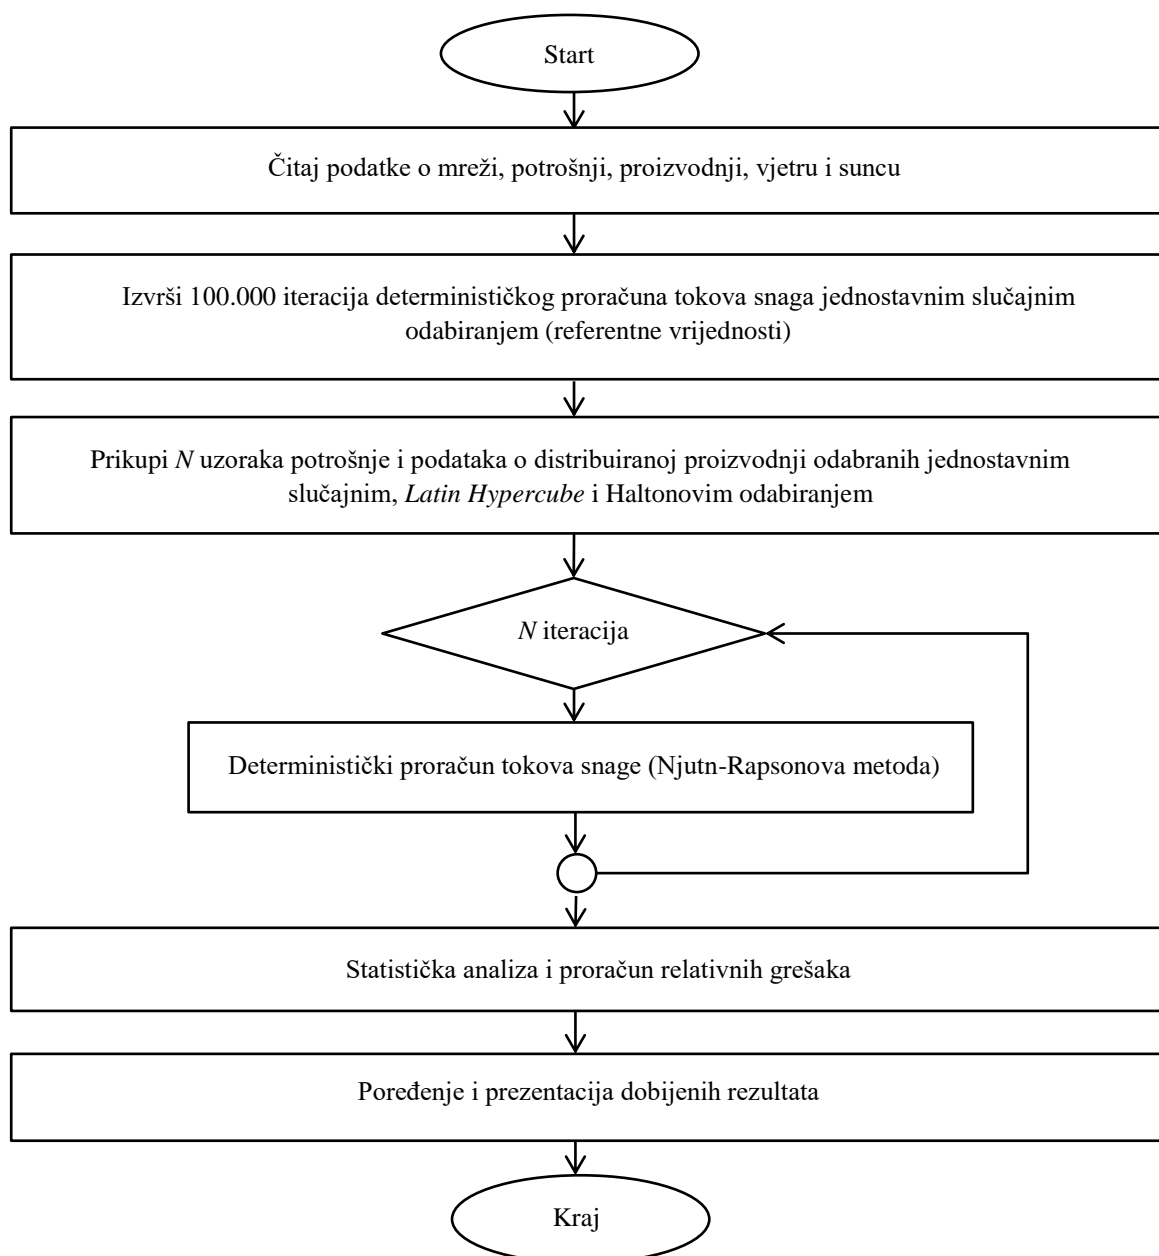 Start
Čitaj podatke o mreži, potrošnji, proizvodnji, vjetru i suncu
Izvrši 100.000 iteracija determinističkog proračuna tokova snaga jednostavnim slučajnim
odabiranjem (referentne vrijednosti)
Prikupi N uzoraka potrošnje i podataka o distribuiranoj proizvodnji odabranih jednostavnim
slučajnim, Latin Hypercube i Haltonovim odabiranjem
N iteracija
Deterministički proračun tokova snage (Njutn-Rapsonova metoda)
Statistička analiza i proračun relativnih grešaka
Poređenje i prezentacija dobijenih rezultata
Kraj